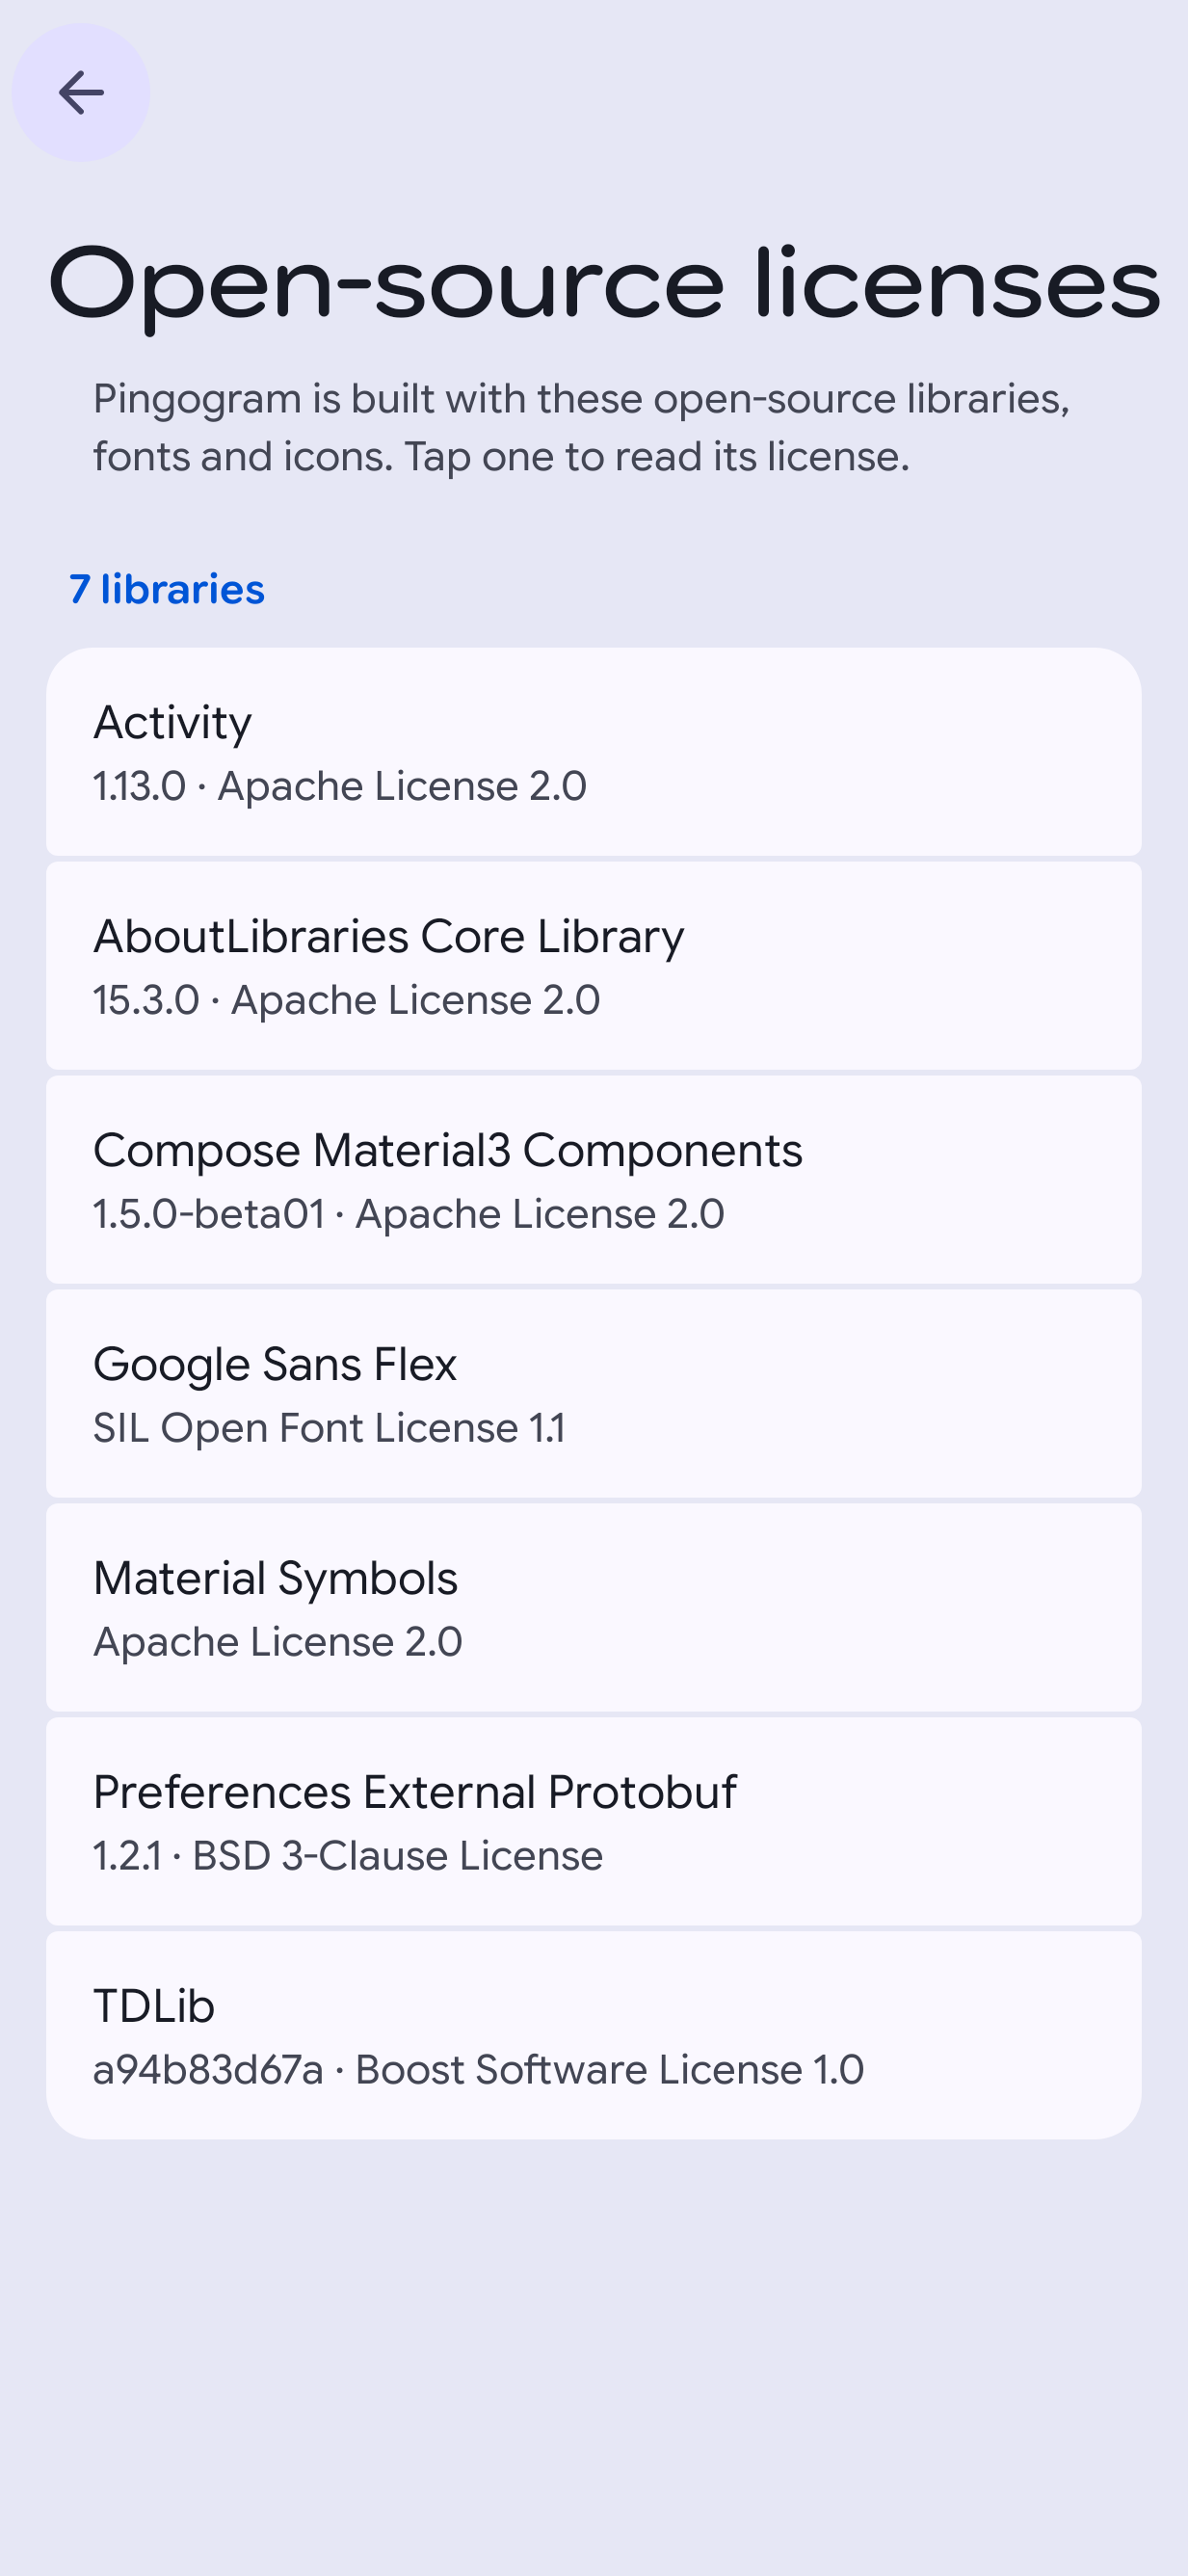 Open-source licenses
Pingogram is built with these open-source libraries,
fonts and icons. Tap one to read its license.
7 libraries
Activity
1.13.0 · Apache License 2.0
AboutLibraries Core Library
15.3.0 · Apache License 2.0
Compose Material3 Components
1.5.0-beta01 · Apache License 2.0
Google Sans Flex
SIL Open Font License 1.1
Material Symbols
Apache License 2.0
Preferences External Protobuf
1.2.1 · BSD 3-Clause License
TDLib
a94b83d67a · Boost Software License 1.0